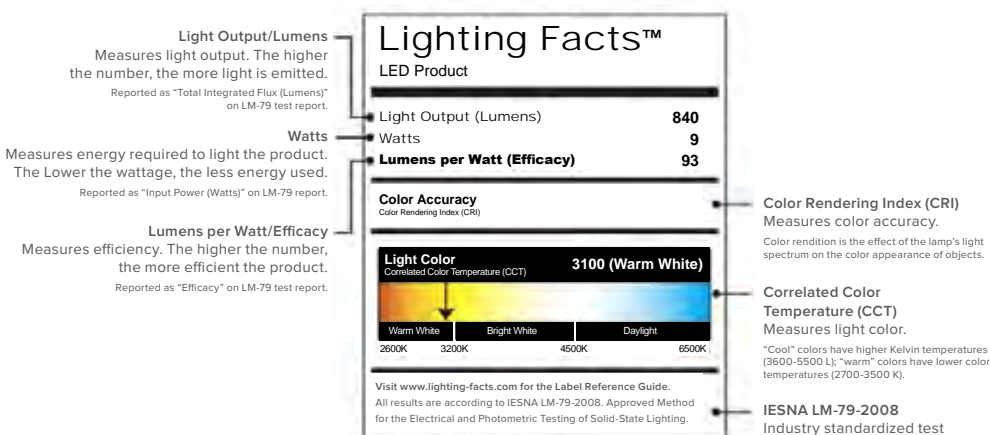 Light Output/Lumens
Measures light output. The higher
the number, the more light is emitted.
Reported as “Total Integrated Flux (Lumens)”
on LM-79 test report.
Watts
Measures energy required to light the product.
The Lower the wattage, the less energy used.
Reported as “Input Power (Watts)” on LM-79 report.
Lumens per Watt/Efficacy
Measures efficiency. The higher the number,
the more efficient the product.
Reported as “Efficacy” on LM-79 test report.
Lighting Facts™
LED Product
Light Output (Lumens) 840
Watts 9
Lumens per Watt (Efficacy) 93
Color Accuracy
Color Rendering Index (CRI)
Light Color
Correlated Color Temperature (CCT)
3100 (Warm White)
Warm White Bright White Daylight
2600K 3200K 4500K 6500K
Visit www.lighting-facts.com for the Label Reference Guide.
All results are according to IESNA LM-79-2008. Approved Method
for the Electrical and Photometric Testing of Solid-State Lighting.
Color Rendering Index (CRI)
Measures color accuracy.
Color rendition is the effect of the lamp’s light
spectrum on the color appearance of objects.
Correlated Color
Temperature (CCT)
Measures light color.
“Cool” colors have higher Kelvin temperatures
(3600-5500 L); “warm” colors have lower color
temperatures (2700-3500 K).
IESNA LM-79-2008
Industry standardized test